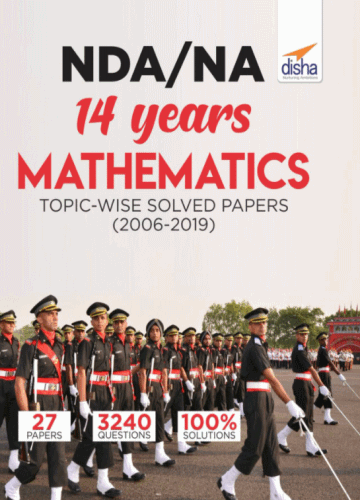 NDA/NA
disha
14 years
MATHEMATICS
TOPIC-WISE SOLVED PAPERS
(2006-2019)
27
PAPERS
3240
QUESTIONS
100%
SOLUTIONS